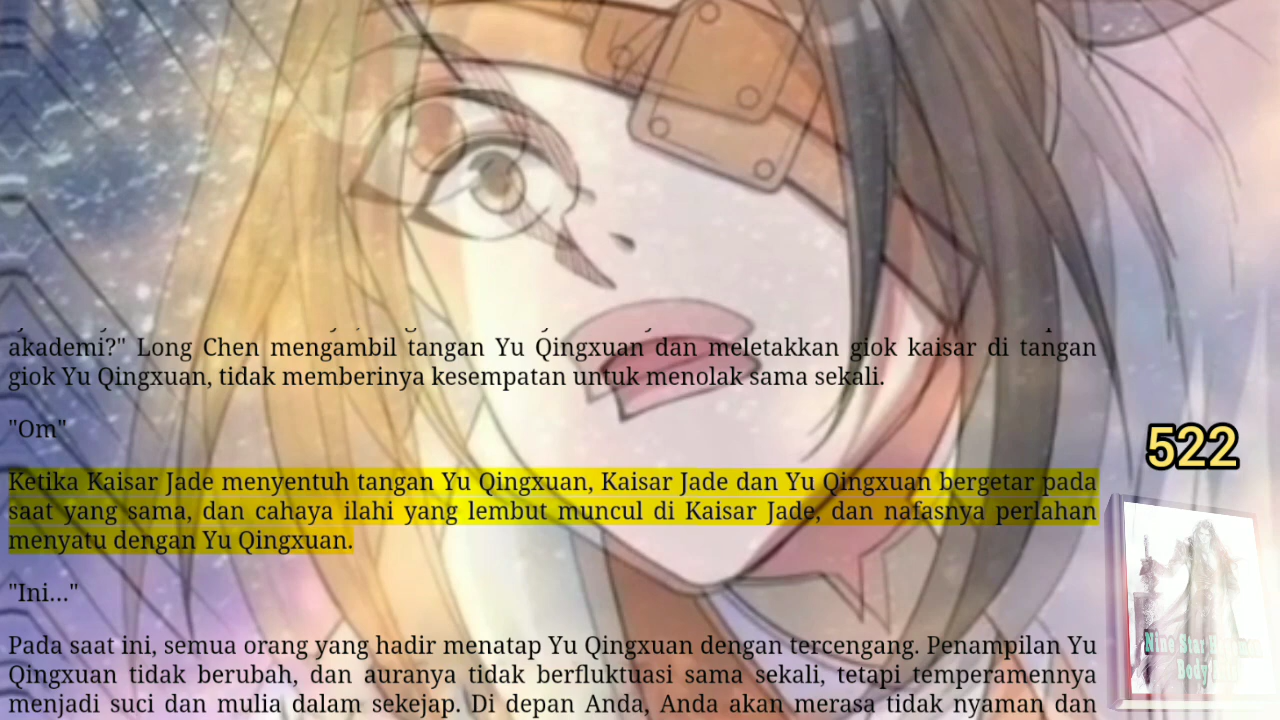 akademi?" Long Chen mengambil tangan Yu Qingxuan dan meletakkan giok kaisar di tangan
giok Yu Qingxuan, tidak memberinya kesempatan untuk menolak sama sekali.
"Om"
Ketika Kaisar Jade menyentuh tangan Yu Qingxuan, Kaisar Jade dan Yu Qingxuan bergetar pada
saat yang sama, dan cahaya ilahi yang lembut muncul di Kaisar Jade, dan nafasnya perlahan
menyatu dengan Yu Qingxuan.
"Ini..."
Pada saat ini, semua orang yang hadir menatap Yu Qingxuan dengan tercengang. Penampilan Yu
Qingxuan tidak berubah, dan auranya tidak berfluktuasi sama sekali, tetapi temperamennya
menjadi suci dan mulia dalam sekejap. Di depan Anda, Anda akan merasa tidak nyaman dan
522
Nine Star
Body